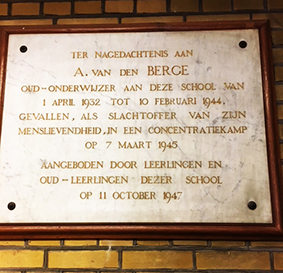 TER NAGEDACHTENIS AAN
A. VAN DEN BERGE
OUD-ONDERWIJZER AAN DEZE SCHOOL VAN
1 APRIL 1932 TOT 10 FEBRUARI 1944,
GEVALLEN, ALS SLACHTOFFER VAN ZIJN
MENSLIEVENDHEID, IN EEN CONCENTRATIEKAMP
OP 7 MAART 1945
AANGEBODEN DOOR LEERLINGEN EN
OUD-LEERLINGEN DEZER SCHOOL
OP 11 OCTOBER 1947